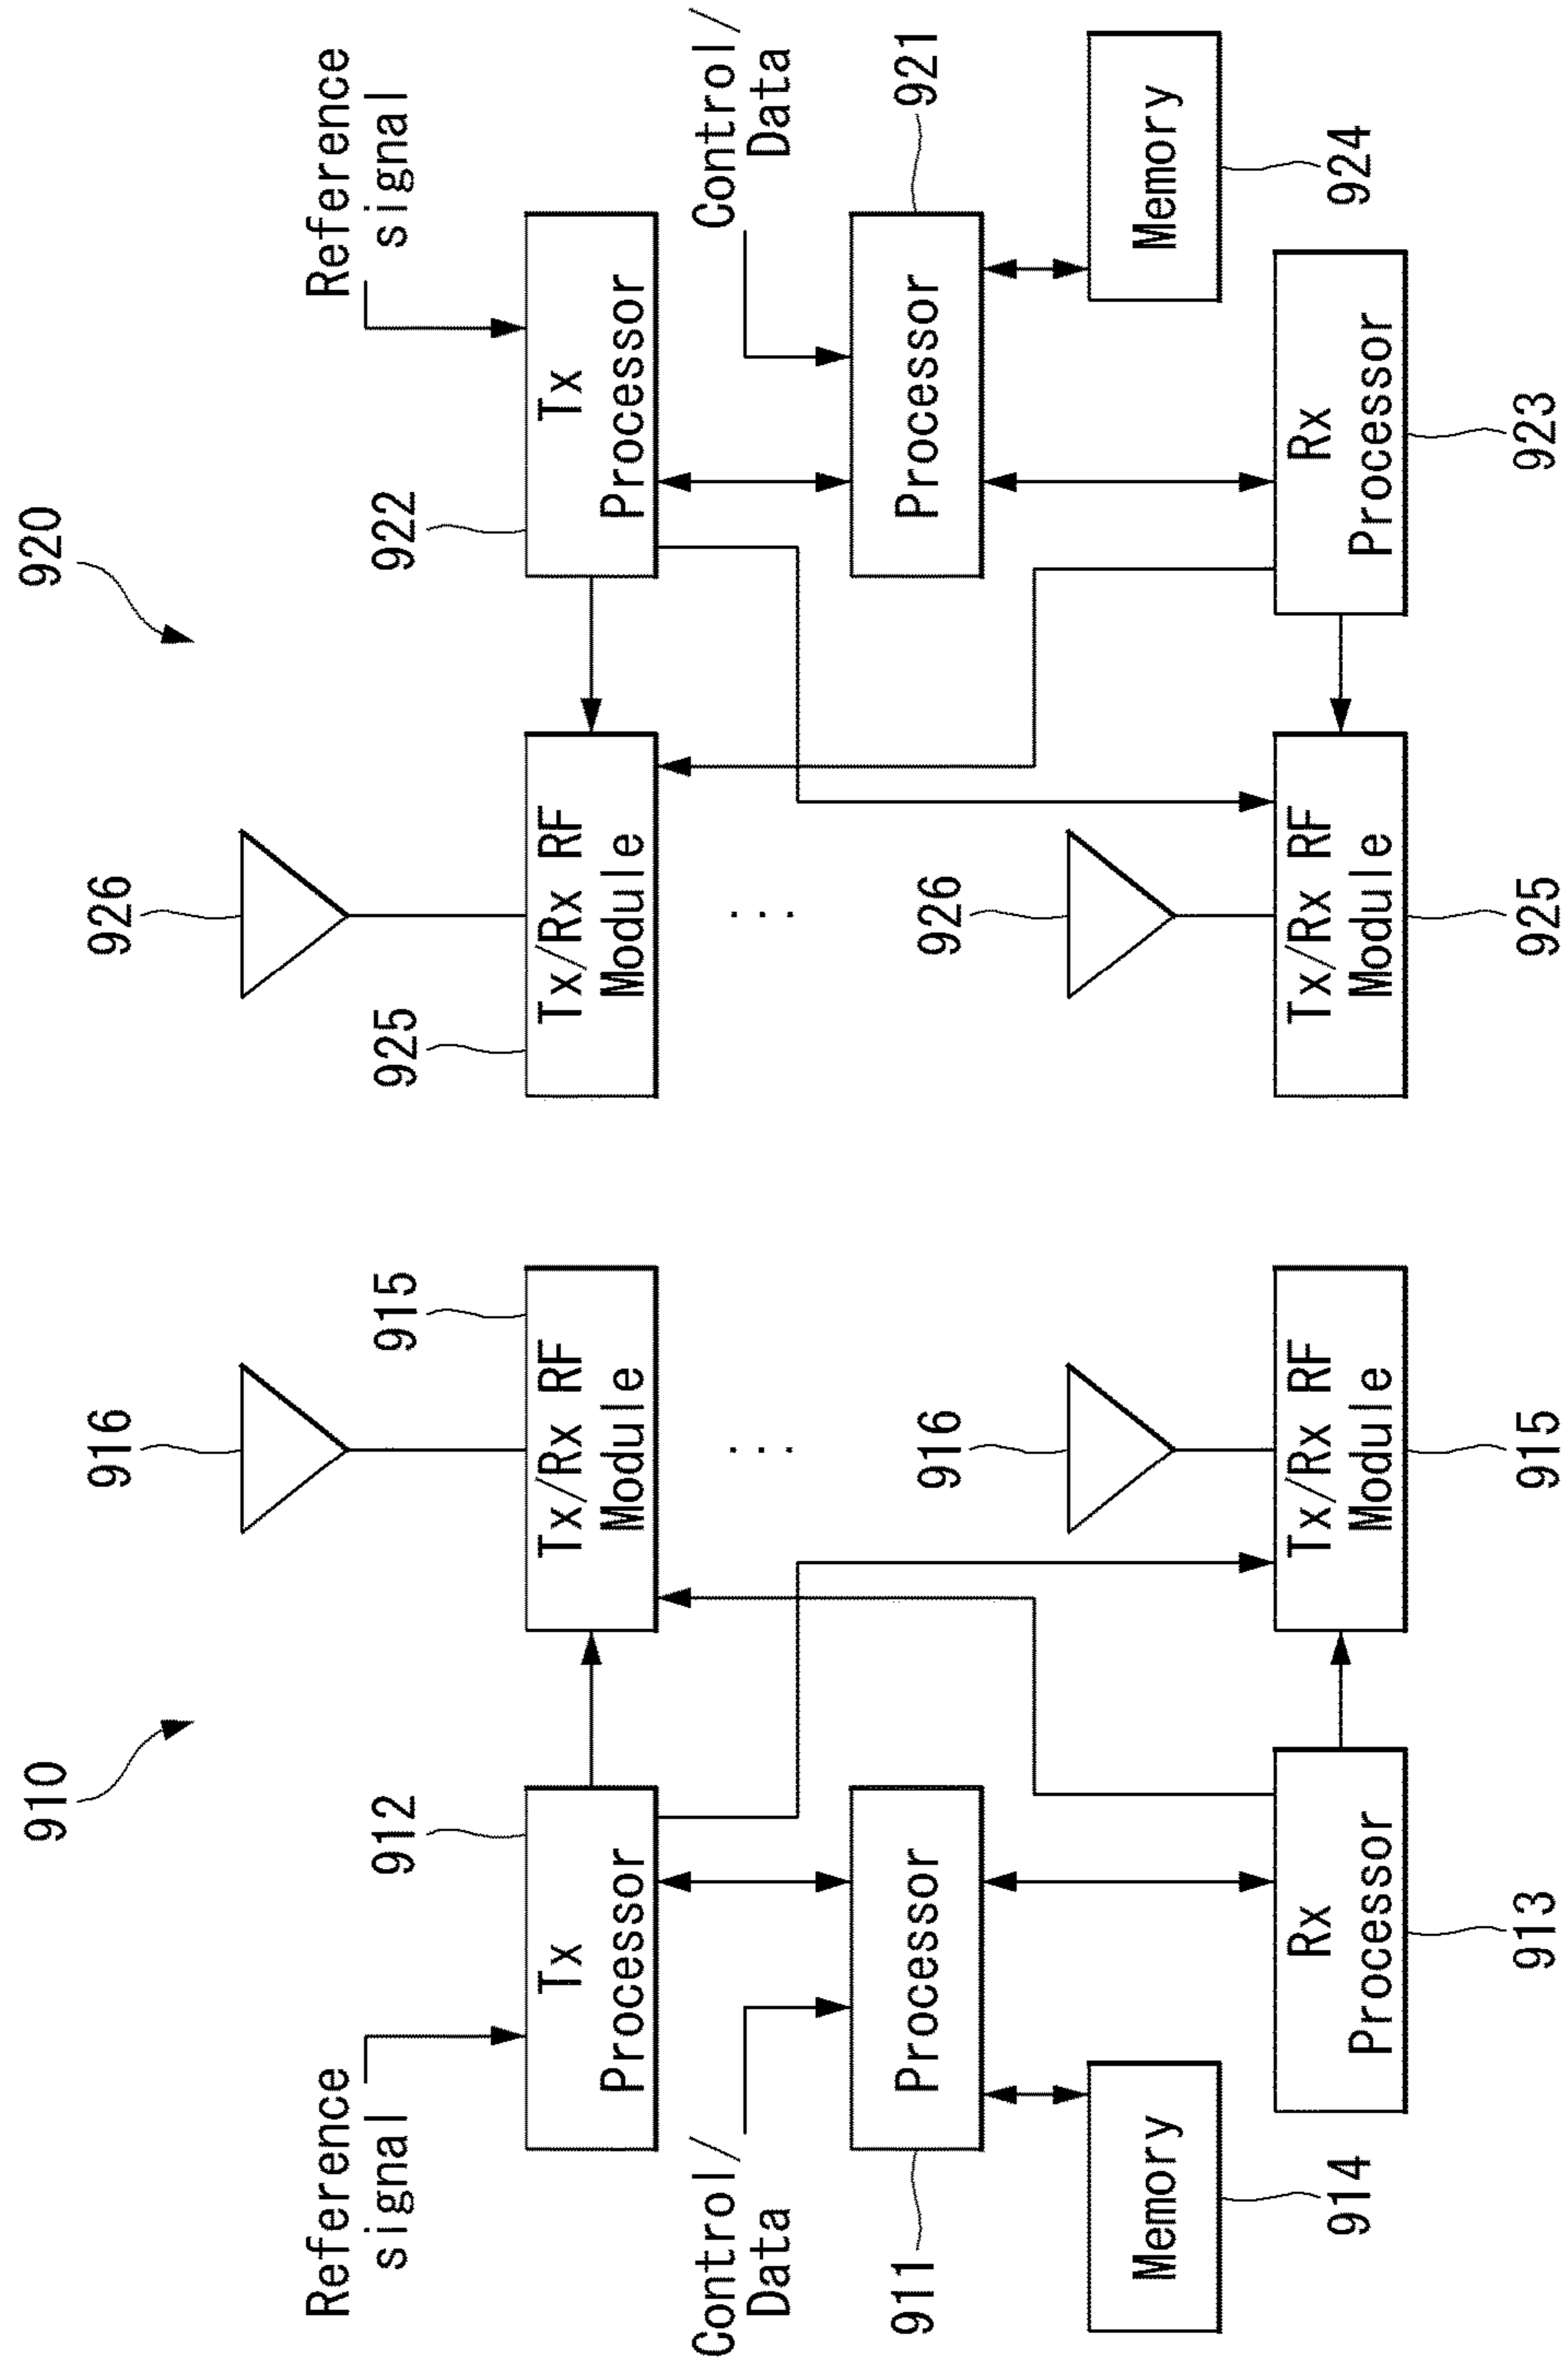 910
920
916
926
Reference
signal
912
915
925
922
Reference
signal
Tx
Processor
Tx/Rx RF
Module
Tx/Rx RF
Module
Tx
Processor
Control/
Data
...
...
Control/
Data
911
Processor
916
926
Processor
921
Memory
Memory
914
Rx
Processor
Tx/Rx RF
Module
Tx/Rx RF
Module
Rx
Processor
924
913
915
925
923